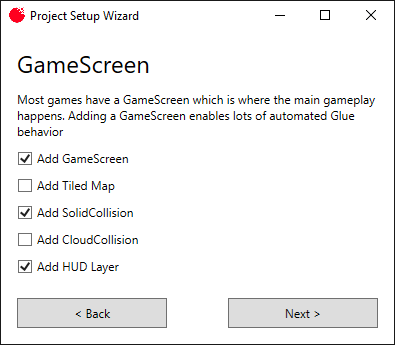 Project Setup Wizard
GameScreen
Most games have a GameScreen which is where the main gameplay
happens. Adding a GameScreen enables lots of automated Glue
behavior
Add GameScreen
Add Tiled Map
Add SolidCollision
Add CloudCollision
Add HUD Layer
< Back
Next >